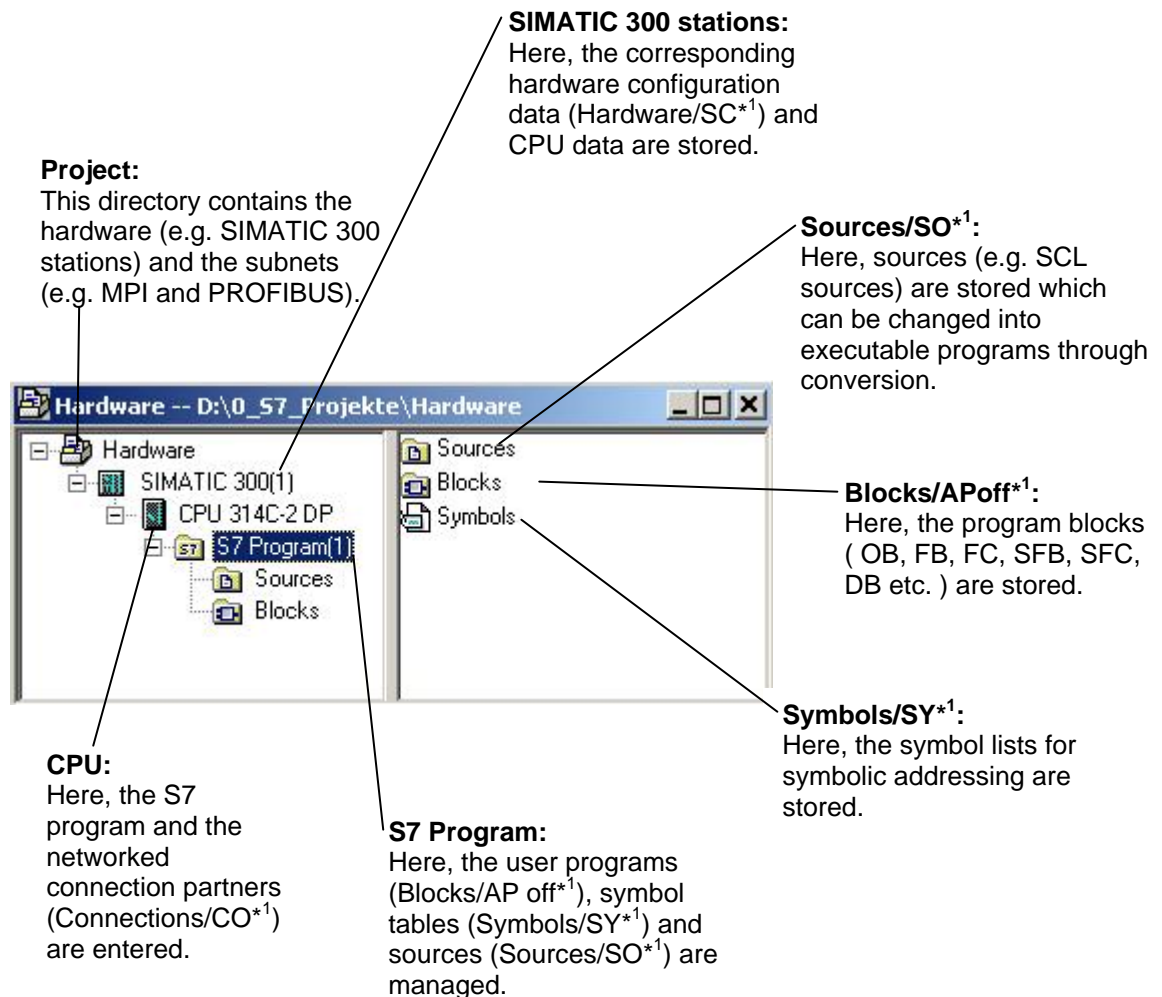 SIMATIC 300 stations:
Here, the corresponding
hardware configuration
data (Hardware/SC*1) and
CPU data are stored.
Project:
This directory contains the
hardware (e.g. SIMATIC 300
stations) and the subnets
(e.g. MPI and PROFIBUS).
Sources/SO*1:
Here, sources (e.g. SCL
sources) are stored which
can be changed into
executable programs through
conversion.
Hardware -- D:\0_S7_Projekte\Hardware
Hardware
SIMATIC 300(1)
CPU 314C-2 DP
S7 Program(1)
Sources
Blocks
Sources
Blocks
Symbols
Blocks/APoff*1:
Here, the program blocks
( OB, FB, FC, SFB, SFC,
DB etc. ) are stored.
Symbols/SY*1:
Here, the symbol lists for
symbolic addressing are
stored.
CPU:
Here, the S7
program and the
networked
connection partners
(Connections/CO*1)
are entered.
S7 Program:
Here, the user programs
(Blocks/AP off*1), symbol
tables (Symbols/SY*1) and
sources (Sources/SO*1) are
managed.